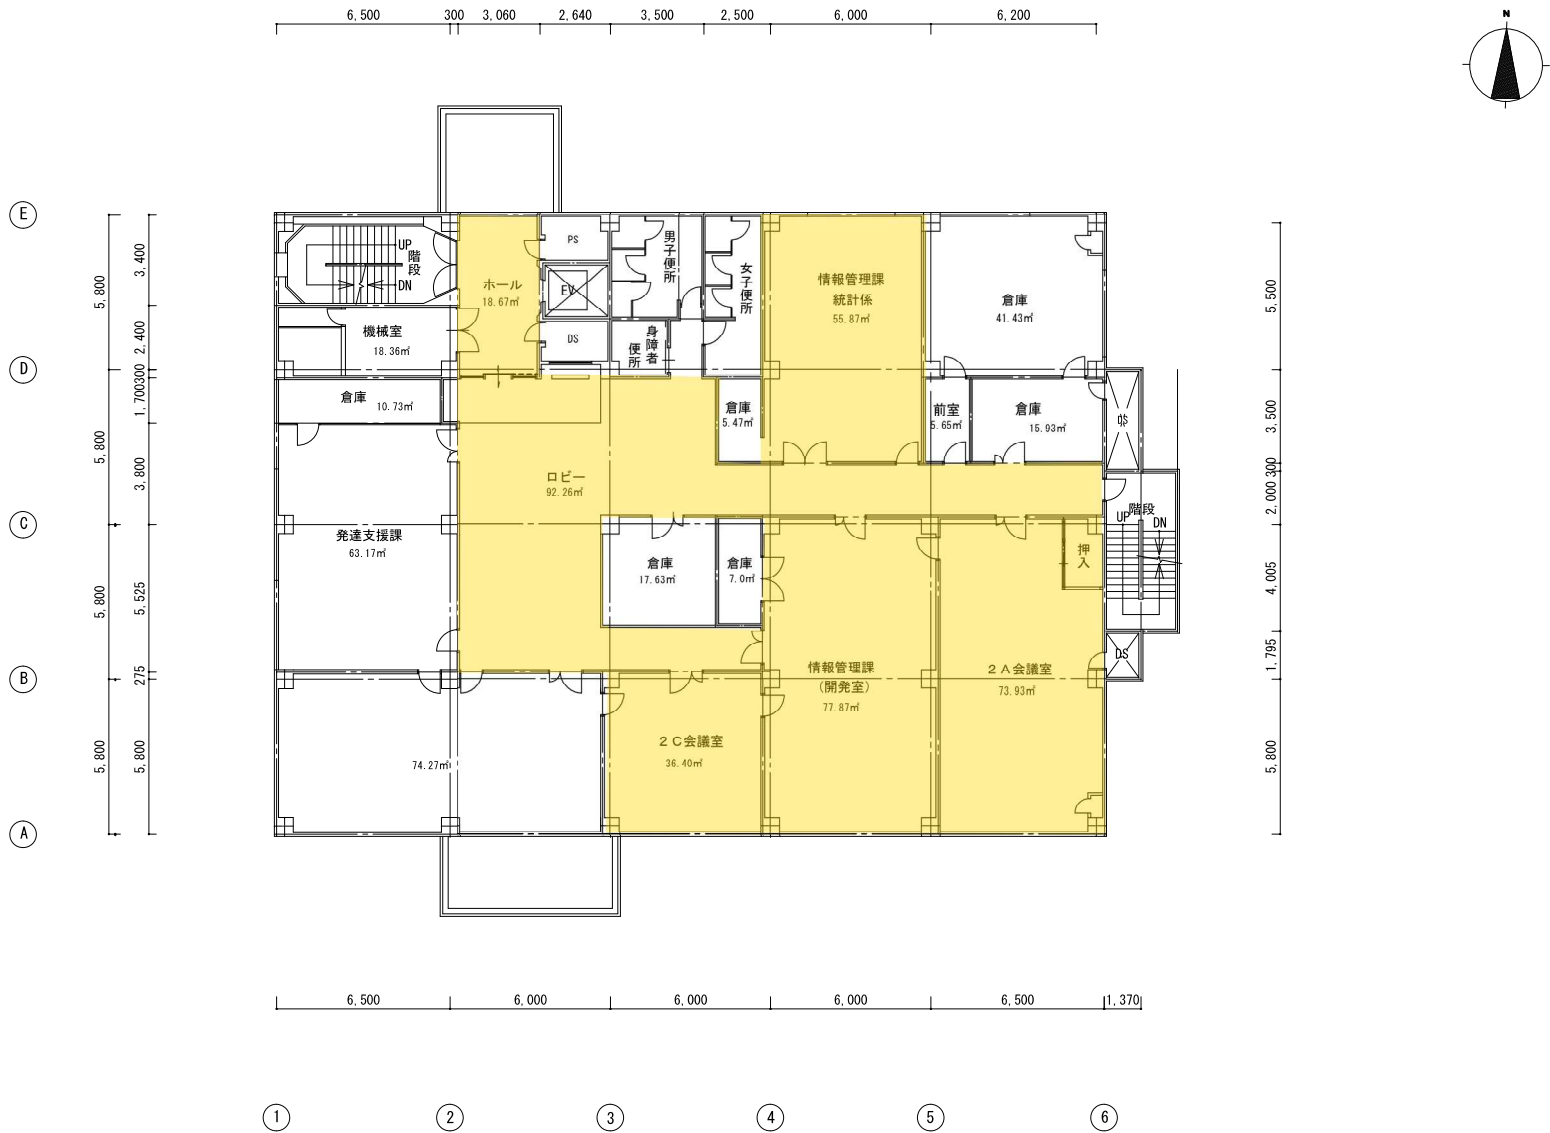 6,500 300 3,060 2,640 3,500 2,500 6,000 6,200
N
E
D
C
B
A
5,800
5,800
5,800
5,800
3,400
2,400
300
1,700
3,800
5,525
275
5,800
UP
階段
DN
ホール
18.67㎡
PS
EV
DS
男子便所
女子便所
身障者
便所
情報管理課
統計係
55.87㎡
倉庫
41.43㎡
機械室
18.36㎡
倉庫 10.73㎡
倉庫
5.47㎡
前室
5.65㎡
倉庫
15.93㎡
DS
ロビー
92.26㎡
発達支援課
63.17㎡
倉庫
17.63㎡
倉庫
7.0㎡
押入
階段
UP
DN
DS
情報管理課
(開発室)
77.87㎡
2A会議室
73.93㎡
2C会議室
36.40㎡
74.27㎡
5,500
3,500
300
2,000
4,005
1,795
5,800
6,500 6,000 6,000 6,000 6,500 1,370
1 2 3 4 5 6